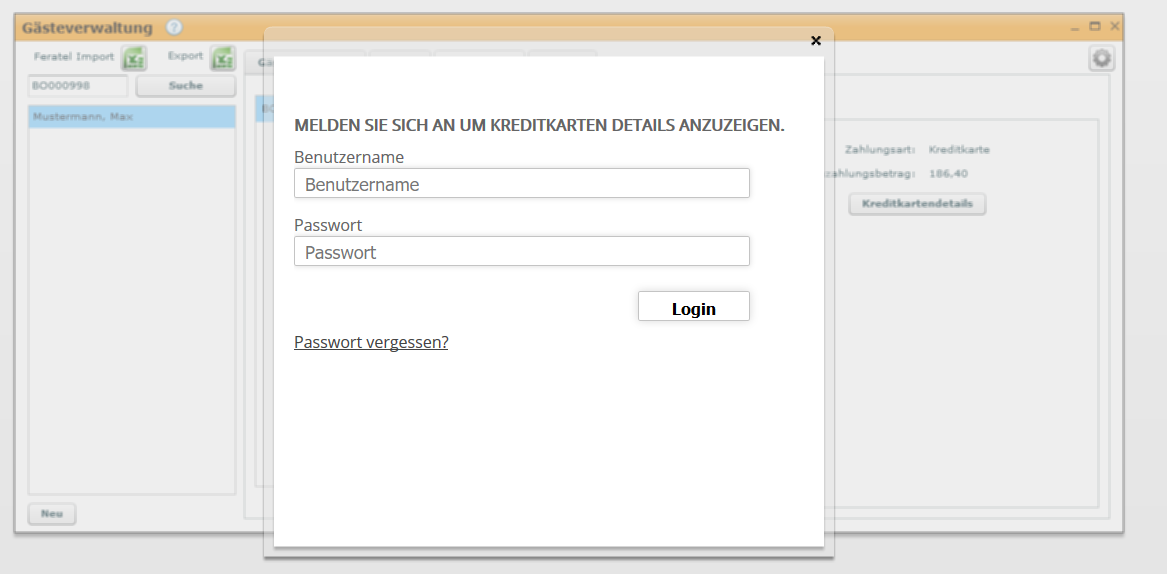 Gästeverwaltung ?
Feratel Import Export
BO000998 Suche
Mustermann, Max
MELDEN SIE SICH AN UM KREDITKARTEN DETAILS ANZUZEIGEN.
Benutzername
Benutzername
Passwort
Passwort
Login
Passwort vergessen?
Zahlungsart: Kreditkarte
zahlungsbetrag: 186,40
Kreditkartendetails
Neu